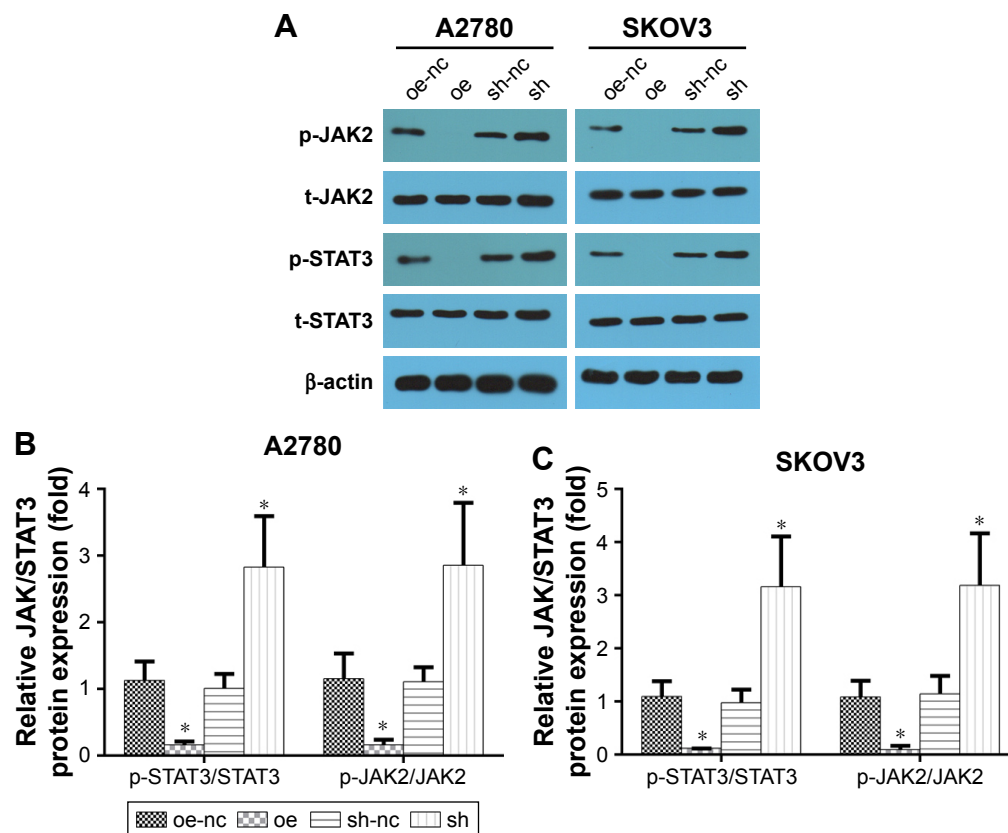 A
A2780
SKOV3
oe-nc oe sh-nc sh
oe-nc oe sh-nc sh
p-JAK2
t-JAK2
p-STAT3
t-STAT3
β-actin
B
A2780
Relative JAK/STAT3
protein expression (fold)
4
3
2
1
0
*
*
*
*
p-STAT3/STAT3
p-JAK2/JAK2
C
SKOV3
Relative JAK/STAT3
protein expression (fold)
5
4
3
2
1
0
*
*
*
*
p-STAT3/STAT3
p-JAK2/JAK2
oe-nc oe sh-nc sh